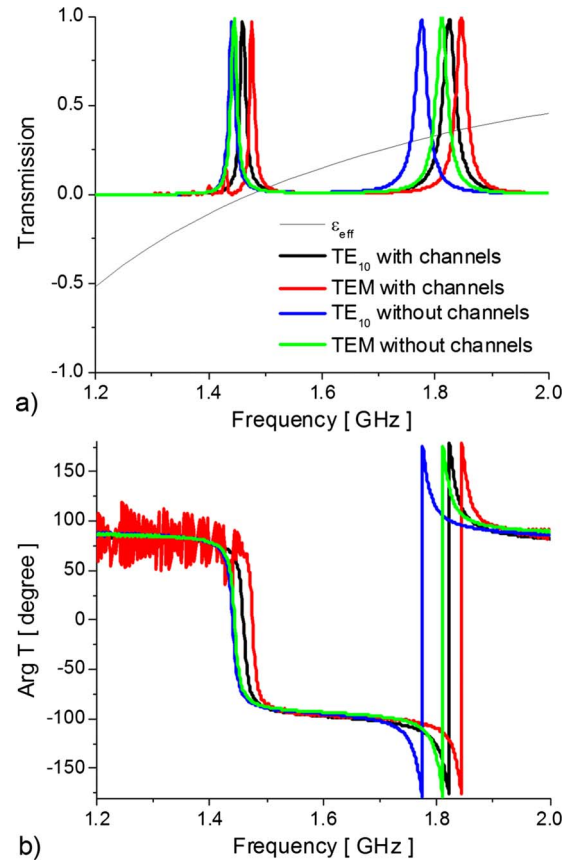 1.0
0.5
0.0
-0.5
-1.0
Transmission
ε_eff
TE₁₀ with channels
TEM with channels
TE₁₀ without channels
TEM without channels
1.2 1.4 1.6 1.8 2.0
a) Frequency [ GHz ]
150
100
50
0
-50
-100
-150
Arg T [ degree ]
1.2 1.4 1.6 1.8 2.0
b) Frequency [ GHz ]